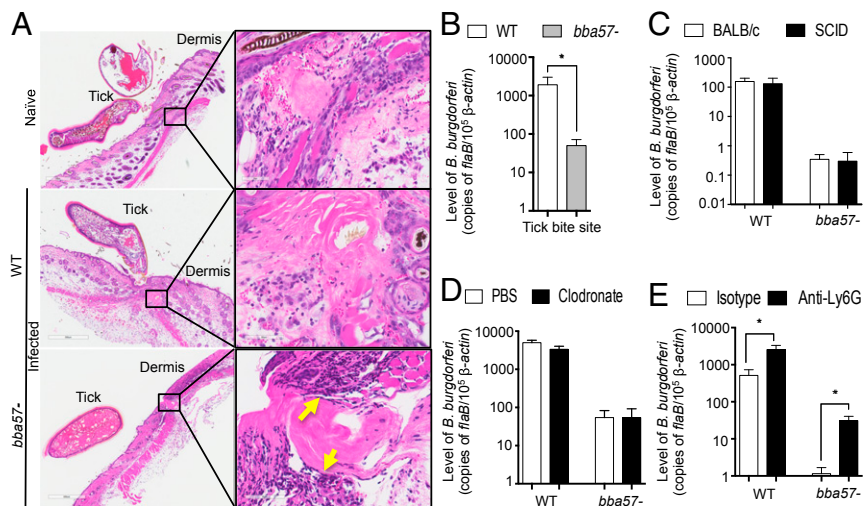 A
Naïve
Tick
Dermis
Infected
WT
Tick
Dermis
bba57-
Tick
Dermis
B
WT bba57-
Level of B. burgdorferi
(copies of flaB/10⁵ β-actin)
10000
1000
100
10
1
*
Tick bite site
C
BALB/c SCID
Level of B. burgdorferi
(copies of flaB/10⁵ β-actin)
10000
1000
100
10
1
0.1
0.01
WT bba57-
D
PBS Clodronate
Level of B. burgdorferi
(copies of flaB/10⁵ β-actin)
10000
1000
100
10
1
WT bba57-
E
Isotype Anti-Ly6G
Level of B. burgdorferi
(copies of flaB/10⁵ β-actin)
10000
1000
100
10
1
*
*
WT bba57-